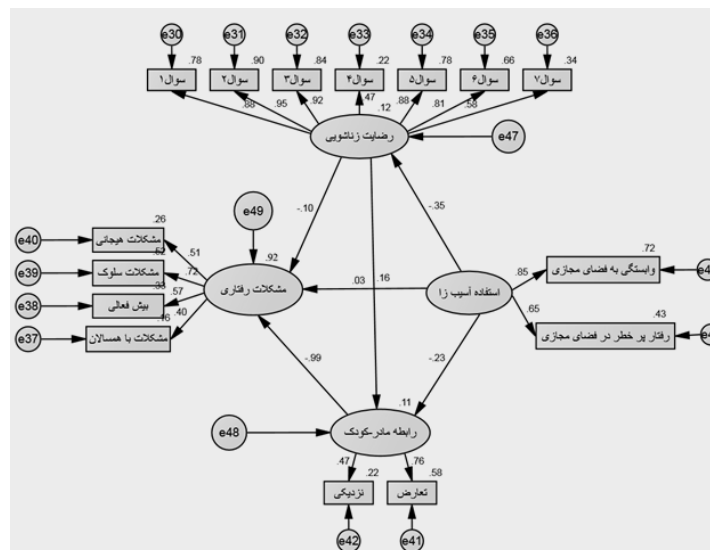 e30 e31 e32 e33 e34 e35 e36
.78 .90 .84 .22 .78 .66 .34
سوال۱ سوال۲ سوال۳ سوال۴ سوال۵ سوال۶ سوال۷
.88 .95 .92 .47 .88 .81 .58
.12
رضایت زناشویی
e47
-.10
-.35
e49
.26
e40
مشکلات هیجانی
.51
.52
e39
مشکلات سلوک
.72
.92
.72
وابستگی به فضای مجازی
.85
مشکلات رفتاری
.03
.16
استفاده آسیب زا
.33
e38
بیش فعالی
.57
.16
e37
مشکلات با همسالان
.40
.65
.43
رفتار پر خطر در فضای مجازی
-.99
-.23
.11
e48
رابطه مادر-کودک
.47
.76
.22
.58
نزدیکی
تعارض
e42
e41